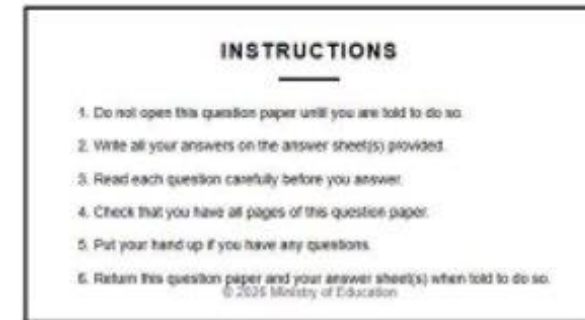 INSTRUCTIONS
1. Do not open this question paper until you are told to do so.
2. Write all your answers on the answer sheet(s) provided.
3. Read each question carefully before you answer.
4. Check that you have all pages of this question paper.
5. Put your hand up if you have any questions.
6. Return this question paper and your answer sheet(s) when told to do so.
© 2025 Ministry of Education